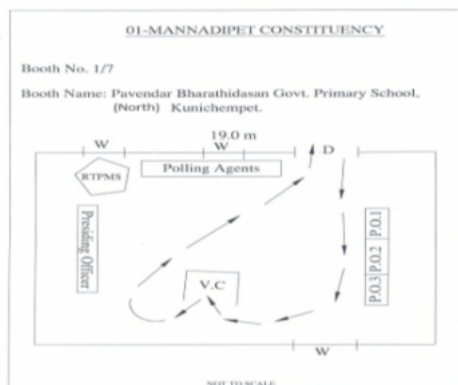 01-MANNADIPET CONSTITUENCY
Booth No. 1/7
Booth Name: Pavendar Bharathidasan Govt. Primary School,
(North) Kunichempet.
19.0 m
W
W
D
RTPMS
Polling Agents
Presiding Officer
P.O.3 P.O.2 P.O.1
V.C
W
NOT TO SCALE